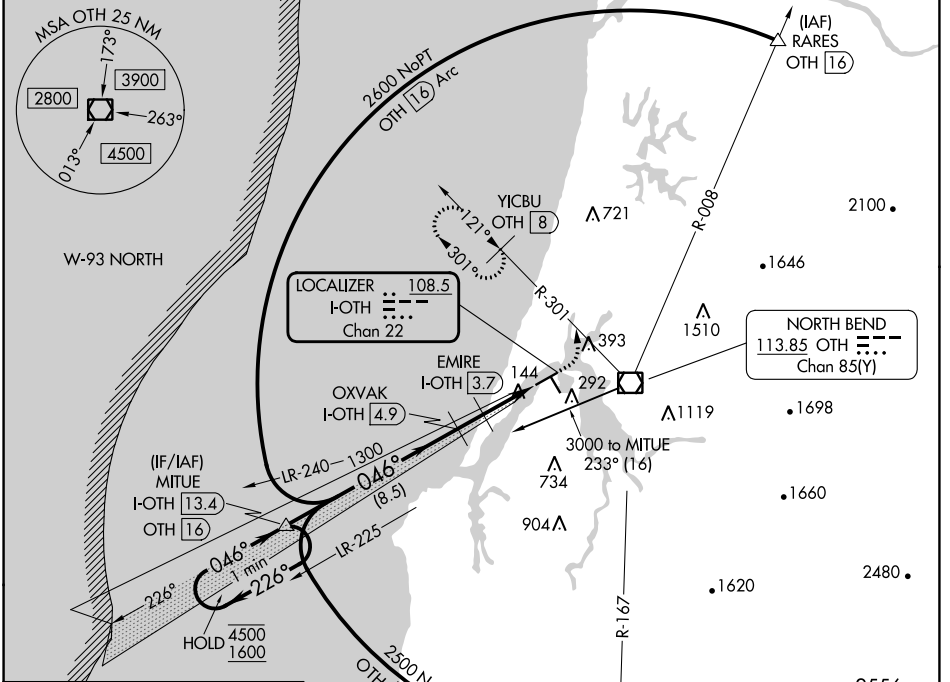 MSA OTH 25 NM
173°
3900
2800
263°
013°
4500
(IAF)
RARES
OTH 16
2600 NoPT
OTH 16 Arc
R-008
YICBU
OTH 8
121°
301°
R-301
721
2100
1646
1510
W-93 NORTH
LOCALIZER 108.5
I-OTH
Chan 22
NORTH BEND
113.85 OTH
Chan 85(Y)
393
EMIRE
I-OTH 3.7
144
292
OXVAK
I-OTH 4.9
1119
1698
3000 to MITUE
233° (16)
LR-240
1300
046°
(8.5)
734
(IF/IAF)
MITUE
I-OTH 13.4
OTH 16
1660
904
LR-225
046°
1 min
226°
226°
2480
1620
R-167
HOLD 4500
1600
2500 N
OTH